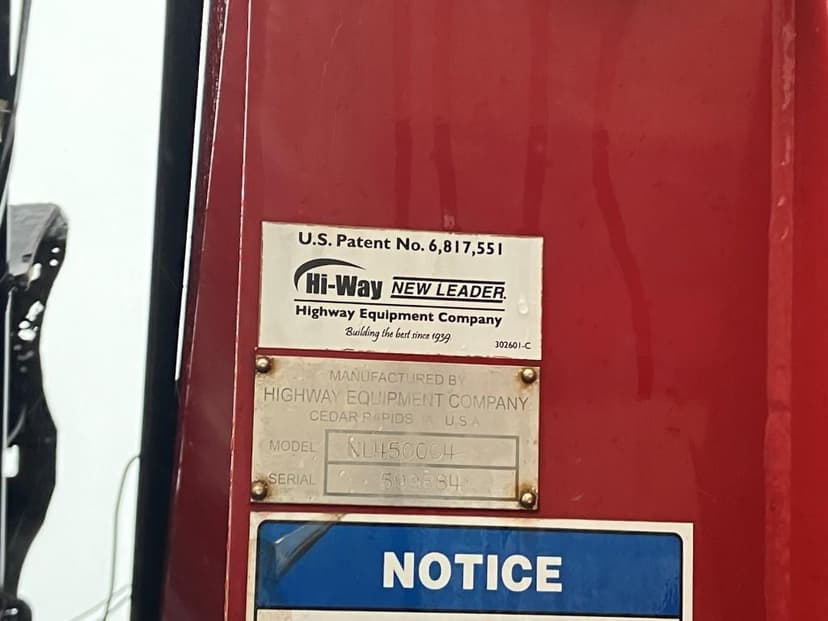 U.S. Patent No. 6,817,551
Hi-Way NEW LEADER
Highway Equipment Company
Building the best since 1939
302601-C
MANUFACTURED BY
HIGHWAY EQUIPMENT COMPANY
CEDAR RAPIDS IA U.S.A.
MODEL
SERIAL
NOTICE